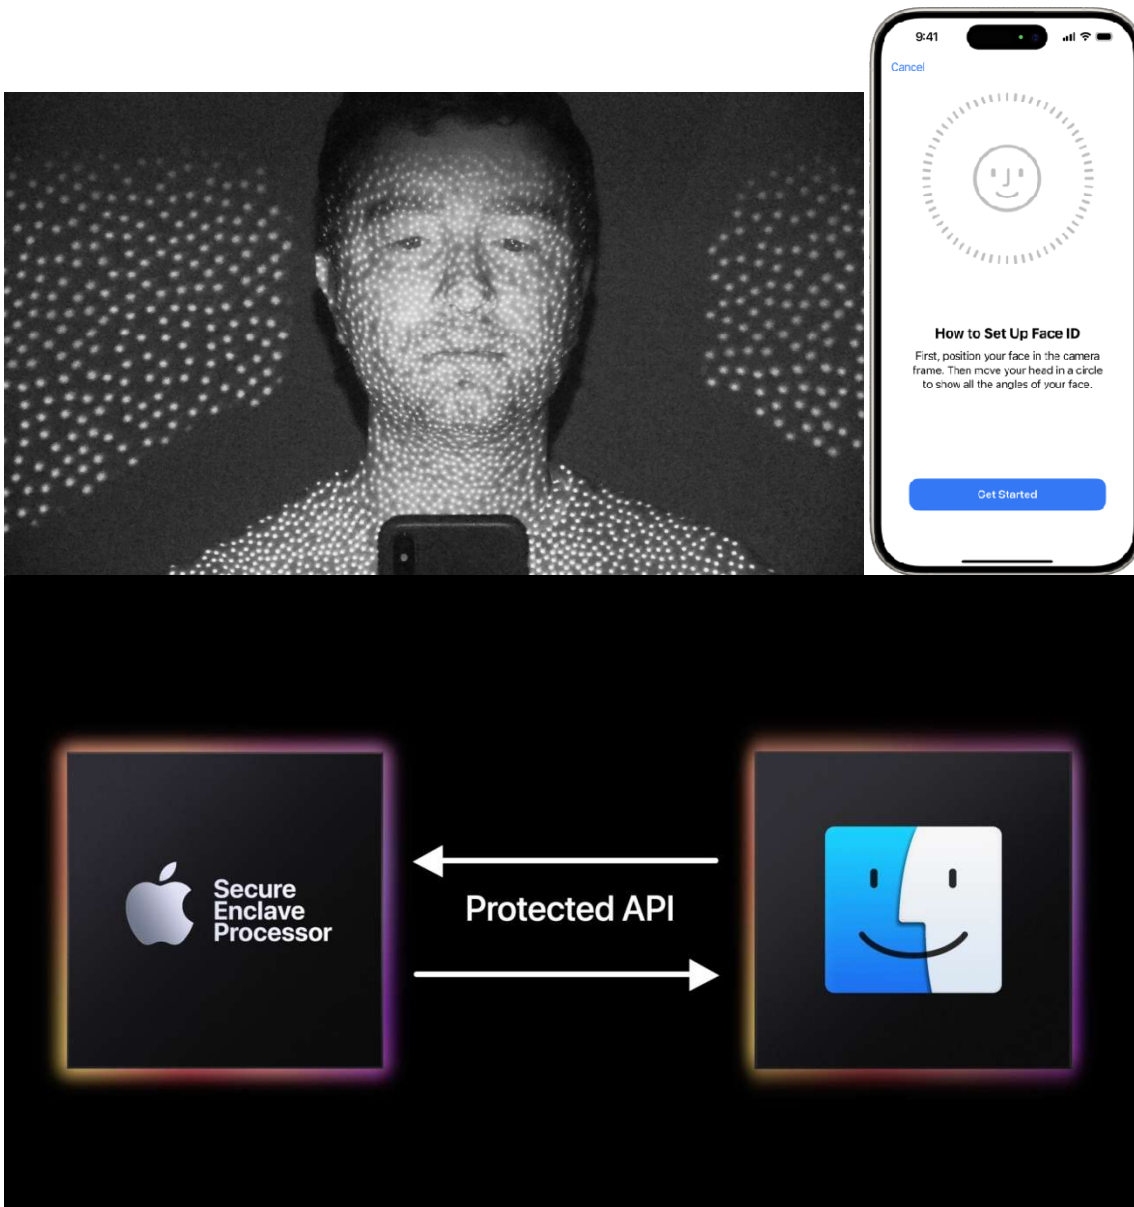 9:41
Cancel
How to Set Up Face ID
First, position your face in the camera
frame. Then move your head in a circle
to show all the angles of your face.
Get Started
Secure
Enclave
Processor
Protected API